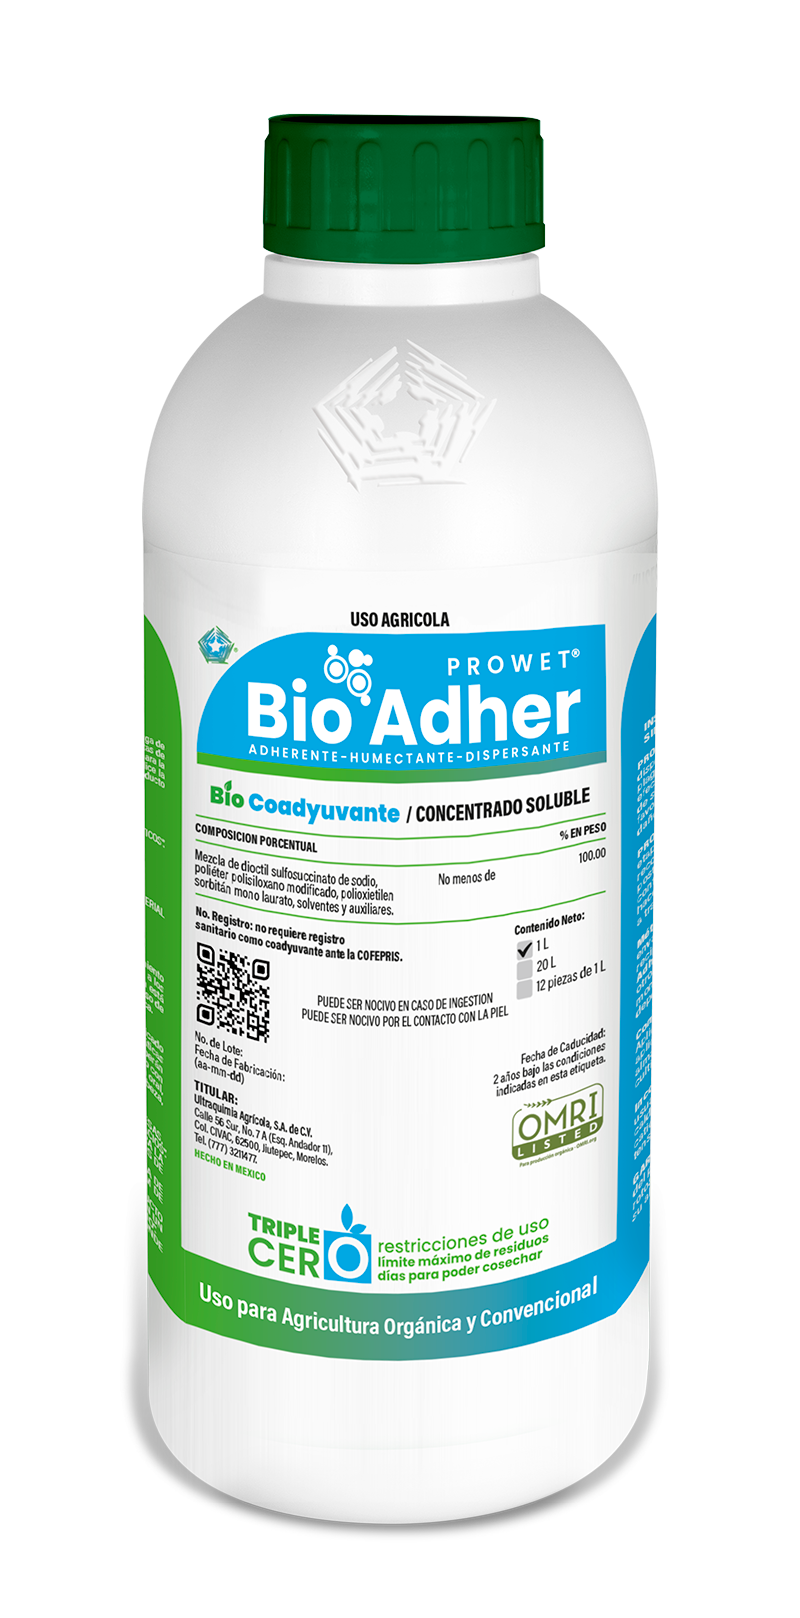 USO AGRICOLA
PROWET®
Bio Adher
ADHERENTE-HUMECTANTE-DISPERSANTE
Bio Coadyuvante / CONCENTRADO SOLUBLE
COMPOSICION PORCENTUAL
% EN PESO
Mezcla de dioctil sulfosuccinato de sodio,
poliéter polisiloxano modificado, polioxietilen
sorbitán mono laurato, solventes y auxiliares.
No menos de
100.00
No. Registro: no requiere registro
sanitario como coadyuvante ante la COFEPRIS.
Contenido Neto:
1 L
20 L
12 piezas de 1 L
PUEDE SER NOCIVO EN CASO DE INGESTION
PUEDE SER NOCIVO POR EL CONTACTO CON LA PIEL
No. de Lote:
Fecha de Fabricación:
(aa-mm-dd)
Fecha de Caducidad:
2 años bajo las condiciones
indicadas en esta etiqueta.
TITULAR:
Ultraquimia Agrícola, S.A. de C.V.
Calle 56 Sur, No. 7 A (Esq. Andador 11),
Col. CIVAC, 62500, Jiutepec, Morelos.
Tel. (777) 3211477.
HECHO EN MEXICO
OMRI
LISTED
Para producción orgánica - OMRI.org
TRIPLE
CERO
restricciones de uso
límite máximo de residuos
días para poder cosechar
Uso para Agricultura Orgánica y Convencional